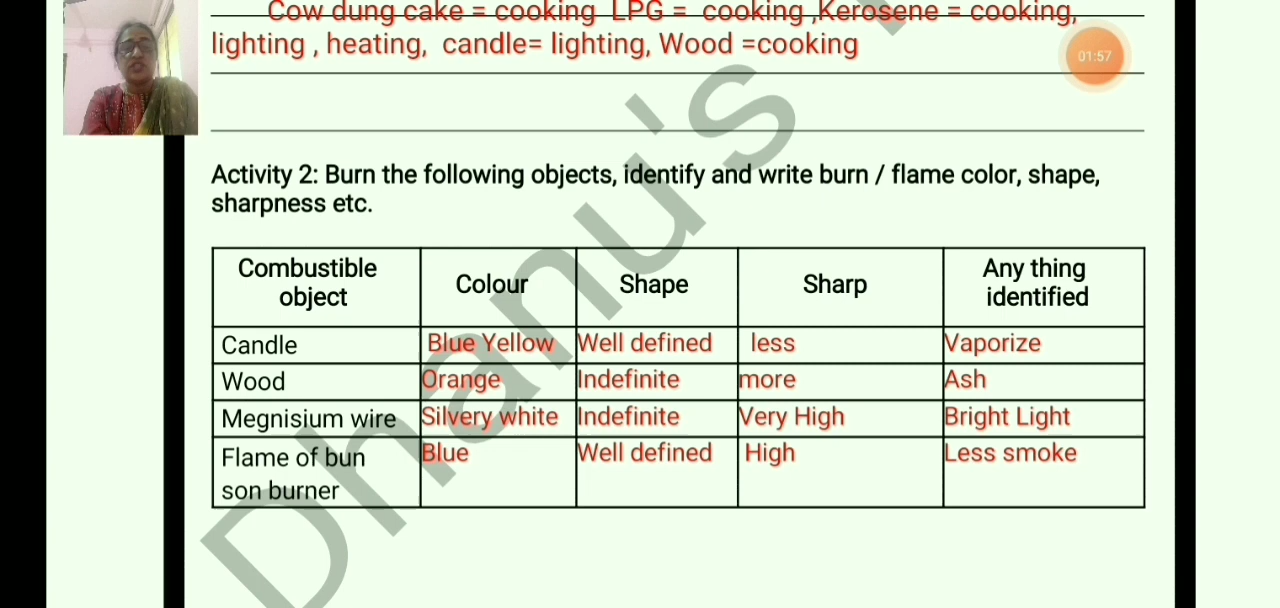 Cow dung cake = cooking LPG = cooking ,Kerosene = cooking,
lighting , heating, candle= lighting, Wood =cooking
01:57
Activity 2: Burn the following objects, identify and write burn / flame color, shape,
sharpness etc.
Combustible object Colour Shape Sharp Any thing identified
Candle Blue Yellow Well defined less Vaporize
Wood Orange Indefinite more Ash
Megnisium wire Silvery white Indefinite Very High Bright Light
Flame of bun son burner Blue Well defined High Less smoke
Dhanu's